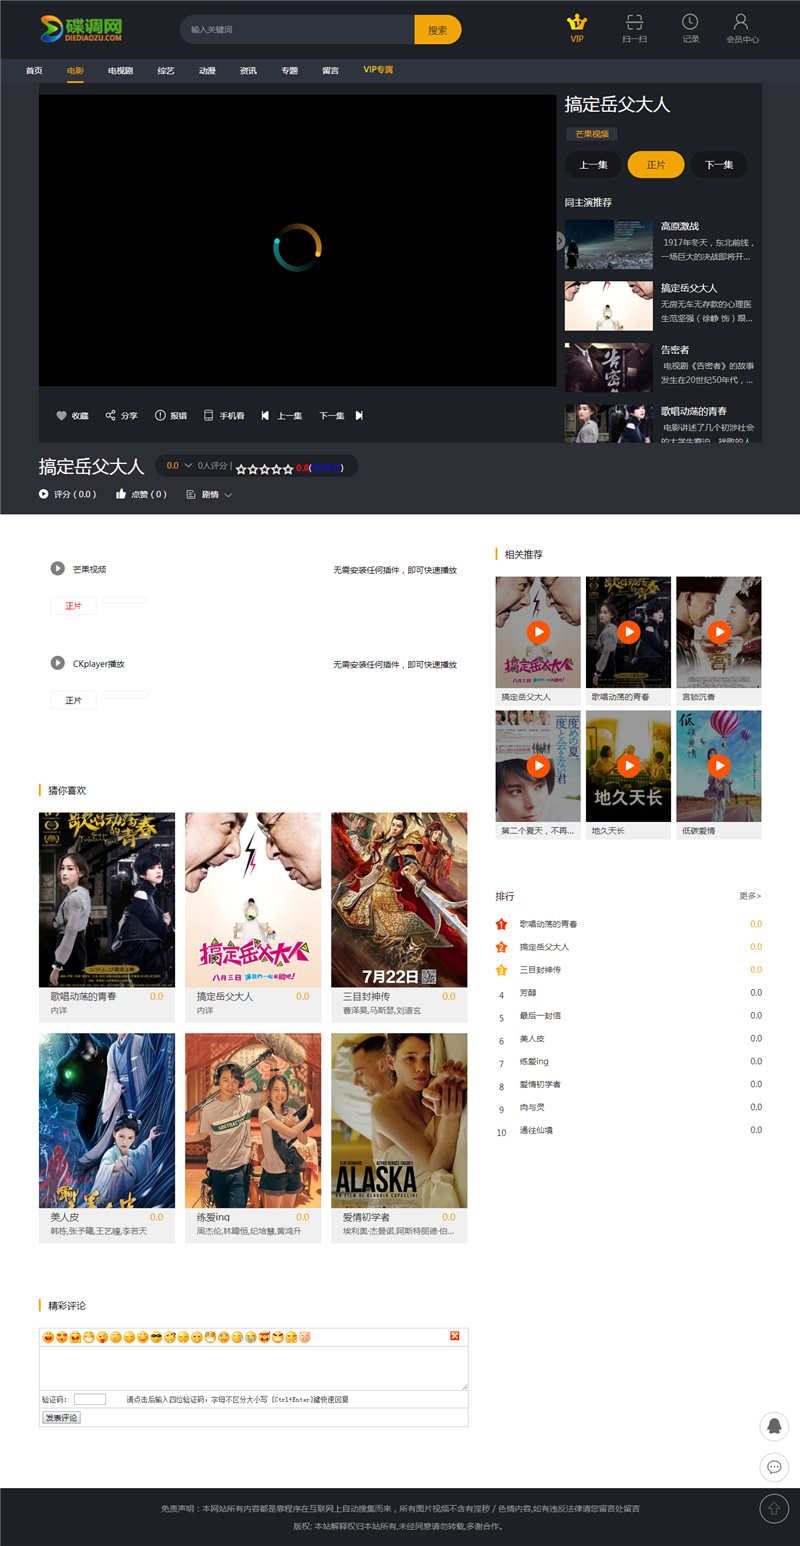 碟调网
DIEDIAOZU.COM
输入关键词
搜索
VIP
扫一扫
记录
会员中心
首页
电影
电视剧
综艺
动漫
资讯
专题
留言
VIP专属
搞定岳父大人
芒果视频
上一集
正片
下一集
同主演推荐
高原激战
1917年冬天，东北前线，
一场巨大的决战即将开...
搞定岳父大人
无房无车无存款的心理医
生范坚强（徐峥 饰）跟...
告密者
电视剧《告密者》的故事
发生在20世纪50年代，...
歌唱动荡的青春
电影讲述了几个初涉社会
收藏
分享
报错
手机看
上一集
下一集
搞定岳父大人
0.0
0人评分
0.0
评分（0.0）
点赞（0）
剧情
芒果视频
无需安装任何插件，即可快速播放
正片
CKplayer播放
无需安装任何插件，即可快速播放
正片
相关推荐
搞定岳父大人
歌唱动荡的青春
宫锁沉香
第二个夏天，不再...
地久天长
低碳爱情
猜你喜欢
搞定岳父大人
八月三日
7月22日
歌唱动荡的青春 0.0
内详
搞定岳父大人 0.0
内详
三目封神传 0.0
曹泽昊,马斯瑟,刘道玄
ALASKA
美人皮 0.0
韩栋,张予曦,王艺瞳,李若天
练爱ing 0.0
周杰伦,林暐恒,纪培慧,黄鸿升
爱情初学者 0.0
埃利奥·杰曼诺,阿斯特丽德·伯...
排行
更多>
1 歌唱动荡的青春 0.0
2 搞定岳父大人 0.0
3 三目封神传 0.0
4 芳醇 0.0
5 最后一封信 0.0
6 美人皮 0.0
7 练爱ing 0.0
8 爱情初学者 0.0
9 肉与灵 0.0
10 通往仙境 0.0
精彩评论
验证码：
请点击后输入四位验证码，字母不区分大小写 [Ctrl+Enter]键快速回复
发表评论
免责声明：本网站所有内容都是靠程序在互联网上自动搜集而来，所有图片视频不含有淫秽 / 色情内容,如有违反法律请您留言处留言
版权: 本站解释权归本站所有,未经同意请勿转载,多谢合作。